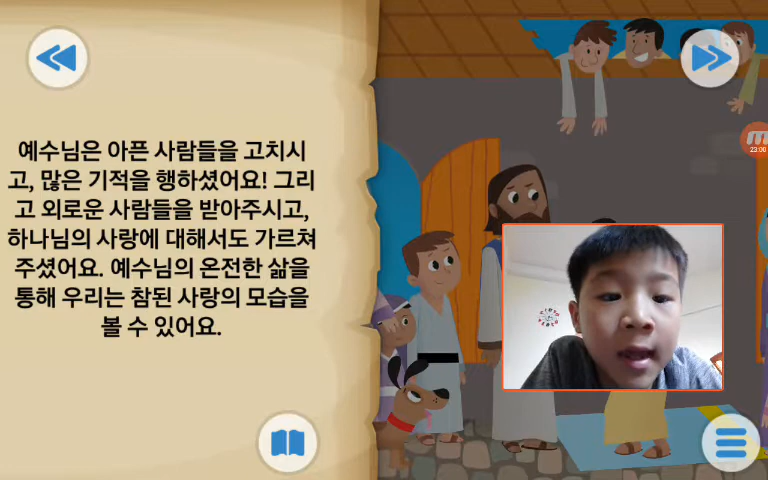 예수님은 아픈 사람들을 고치시
고, 많은 기적을 행하셨어요! 그리
고 외로운 사람들을 받아주시고,
하나님의 사랑에 대해서도 가르쳐
주셨어요. 예수님의 온전한 삶을
통해 우리는 참된 사랑의 모습을
볼 수 있어요.
23:00